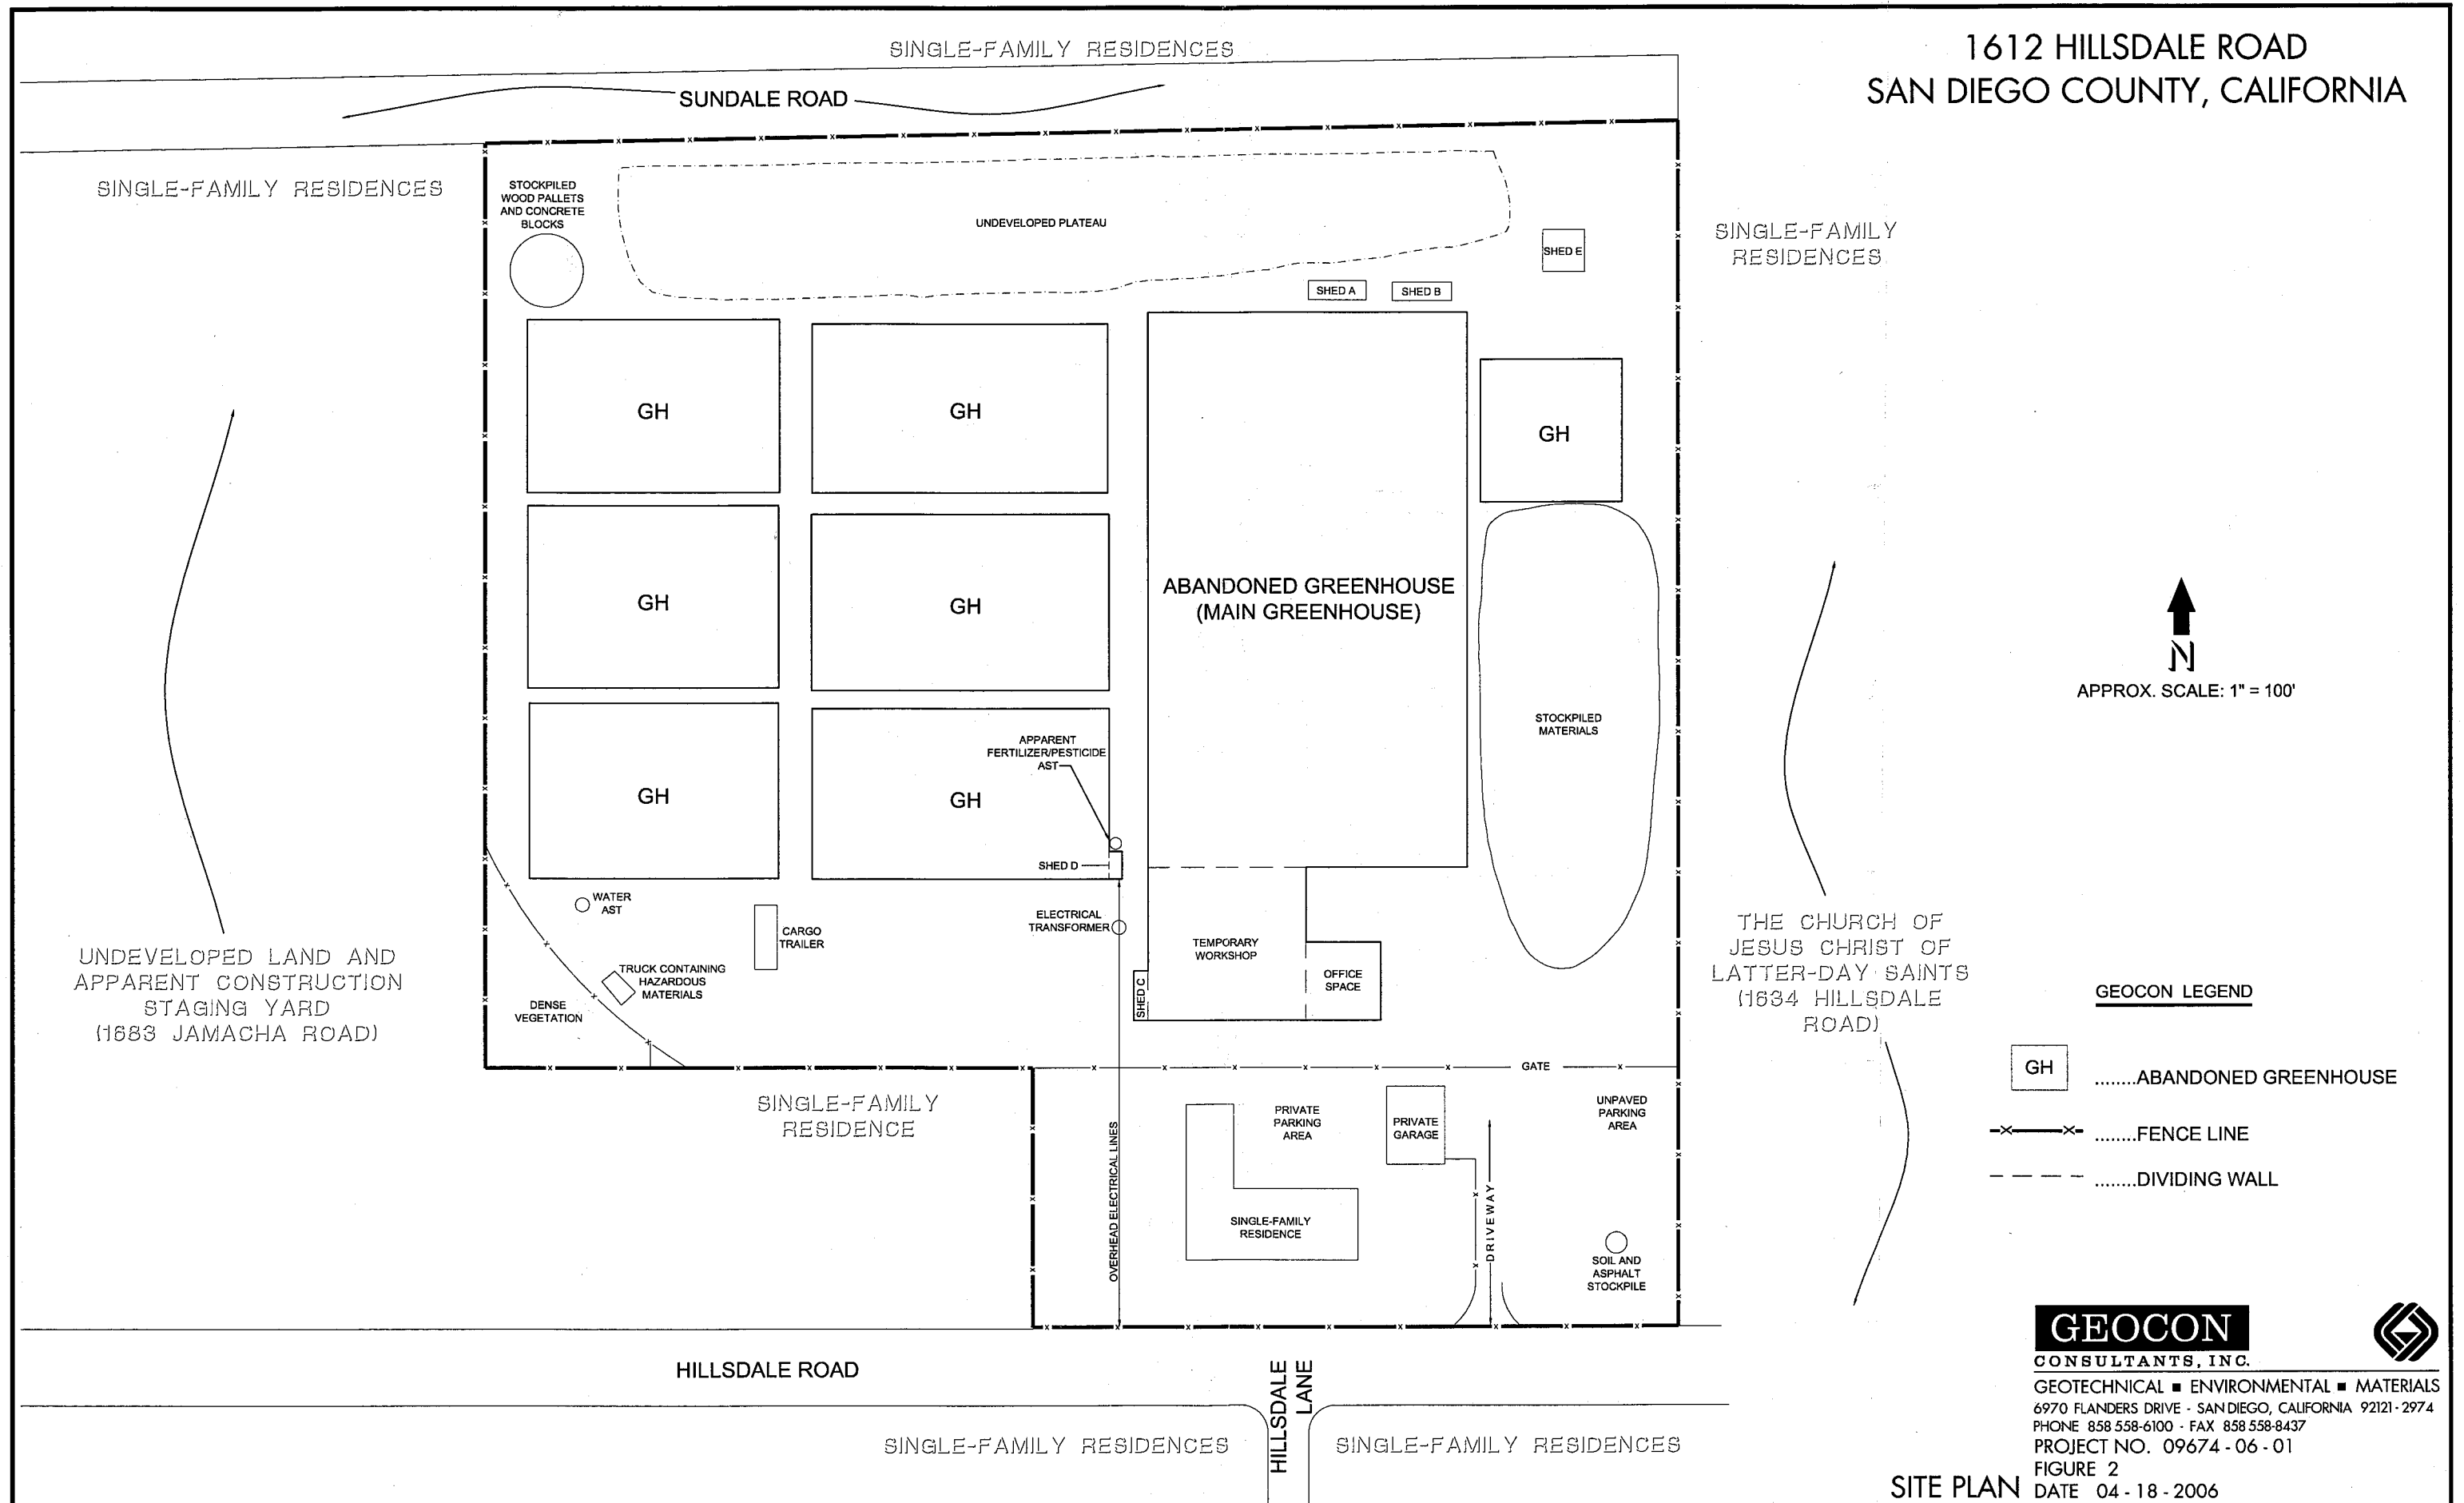 SINGLE-FAMILY RESIDENCES
1612 HILLSDALE ROAD
SAN DIEGO COUNTY, CALIFORNIA
SUNDALE ROAD
SINGLE-FAMILY RESIDENCES
STOCKPILED
WOOD PALLETS
AND CONCRETE
BLOCKS
UNDEVELOPED PLATEAU
SHED E
SINGLE-FAMILY
RESIDENCES
SHED A
SHED B
GH
GH
GH
GH
GH
ABANDONED GREENHOUSE
(MAIN GREENHOUSE)
N
APPROX. SCALE: 1" = 100'
STOCKPILED
MATERIALS
GH
GH
APPARENT
FERTILIZER/PESTICIDE
AST
SHED D
WATER
AST
CARGO
TRAILER
ELECTRICAL
TRANSFORMER
TEMPORARY
WORKSHOP
OFFICE
SPACE
SHED C
TRUCK CONTAINING
HAZARDOUS
MATERIALS
DENSE
VEGETATION
UNDEVELOPED LAND AND
APPARENT CONSTRUCTION
STAGING YARD
(1683 JAMACHA ROAD)
THE CHURCH OF
JESUS CHRIST OF
LATTER-DAY SAINTS
(1634 HILLSDALE
ROAD)
GEOCON LEGEND
GH ........ABANDONED GREENHOUSE
-X-X- ........FENCE LINE
- - - - ........DIVIDING WALL
GATE
SINGLE-FAMILY
RESIDENCE
OVERHEAD ELECTRICAL LINES
PRIVATE
PARKING
AREA
PRIVATE
GARAGE
UNPAVED
PARKING
AREA
SINGLE-FAMILY
RESIDENCE
DRIVEWAY
SOIL AND
ASPHALT
STOCKPILE
HILLSDALE ROAD
HILLSDALE
LANE
SINGLE-FAMILY RESIDENCES
SINGLE-FAMILY RESIDENCES
GEOCON
CONSULTANTS, INC.
GEOTECHNICAL ■ ENVIRONMENTAL ■ MATERIALS
6970 FLANDERS DRIVE - SAN DIEGO, CALIFORNIA 92121-2974
PHONE 858 558-6100 - FAX 858 558-8437
PROJECT NO. 09674 - 06 - 01
FIGURE 2
SITE PLAN
DATE 04 - 18 - 2006